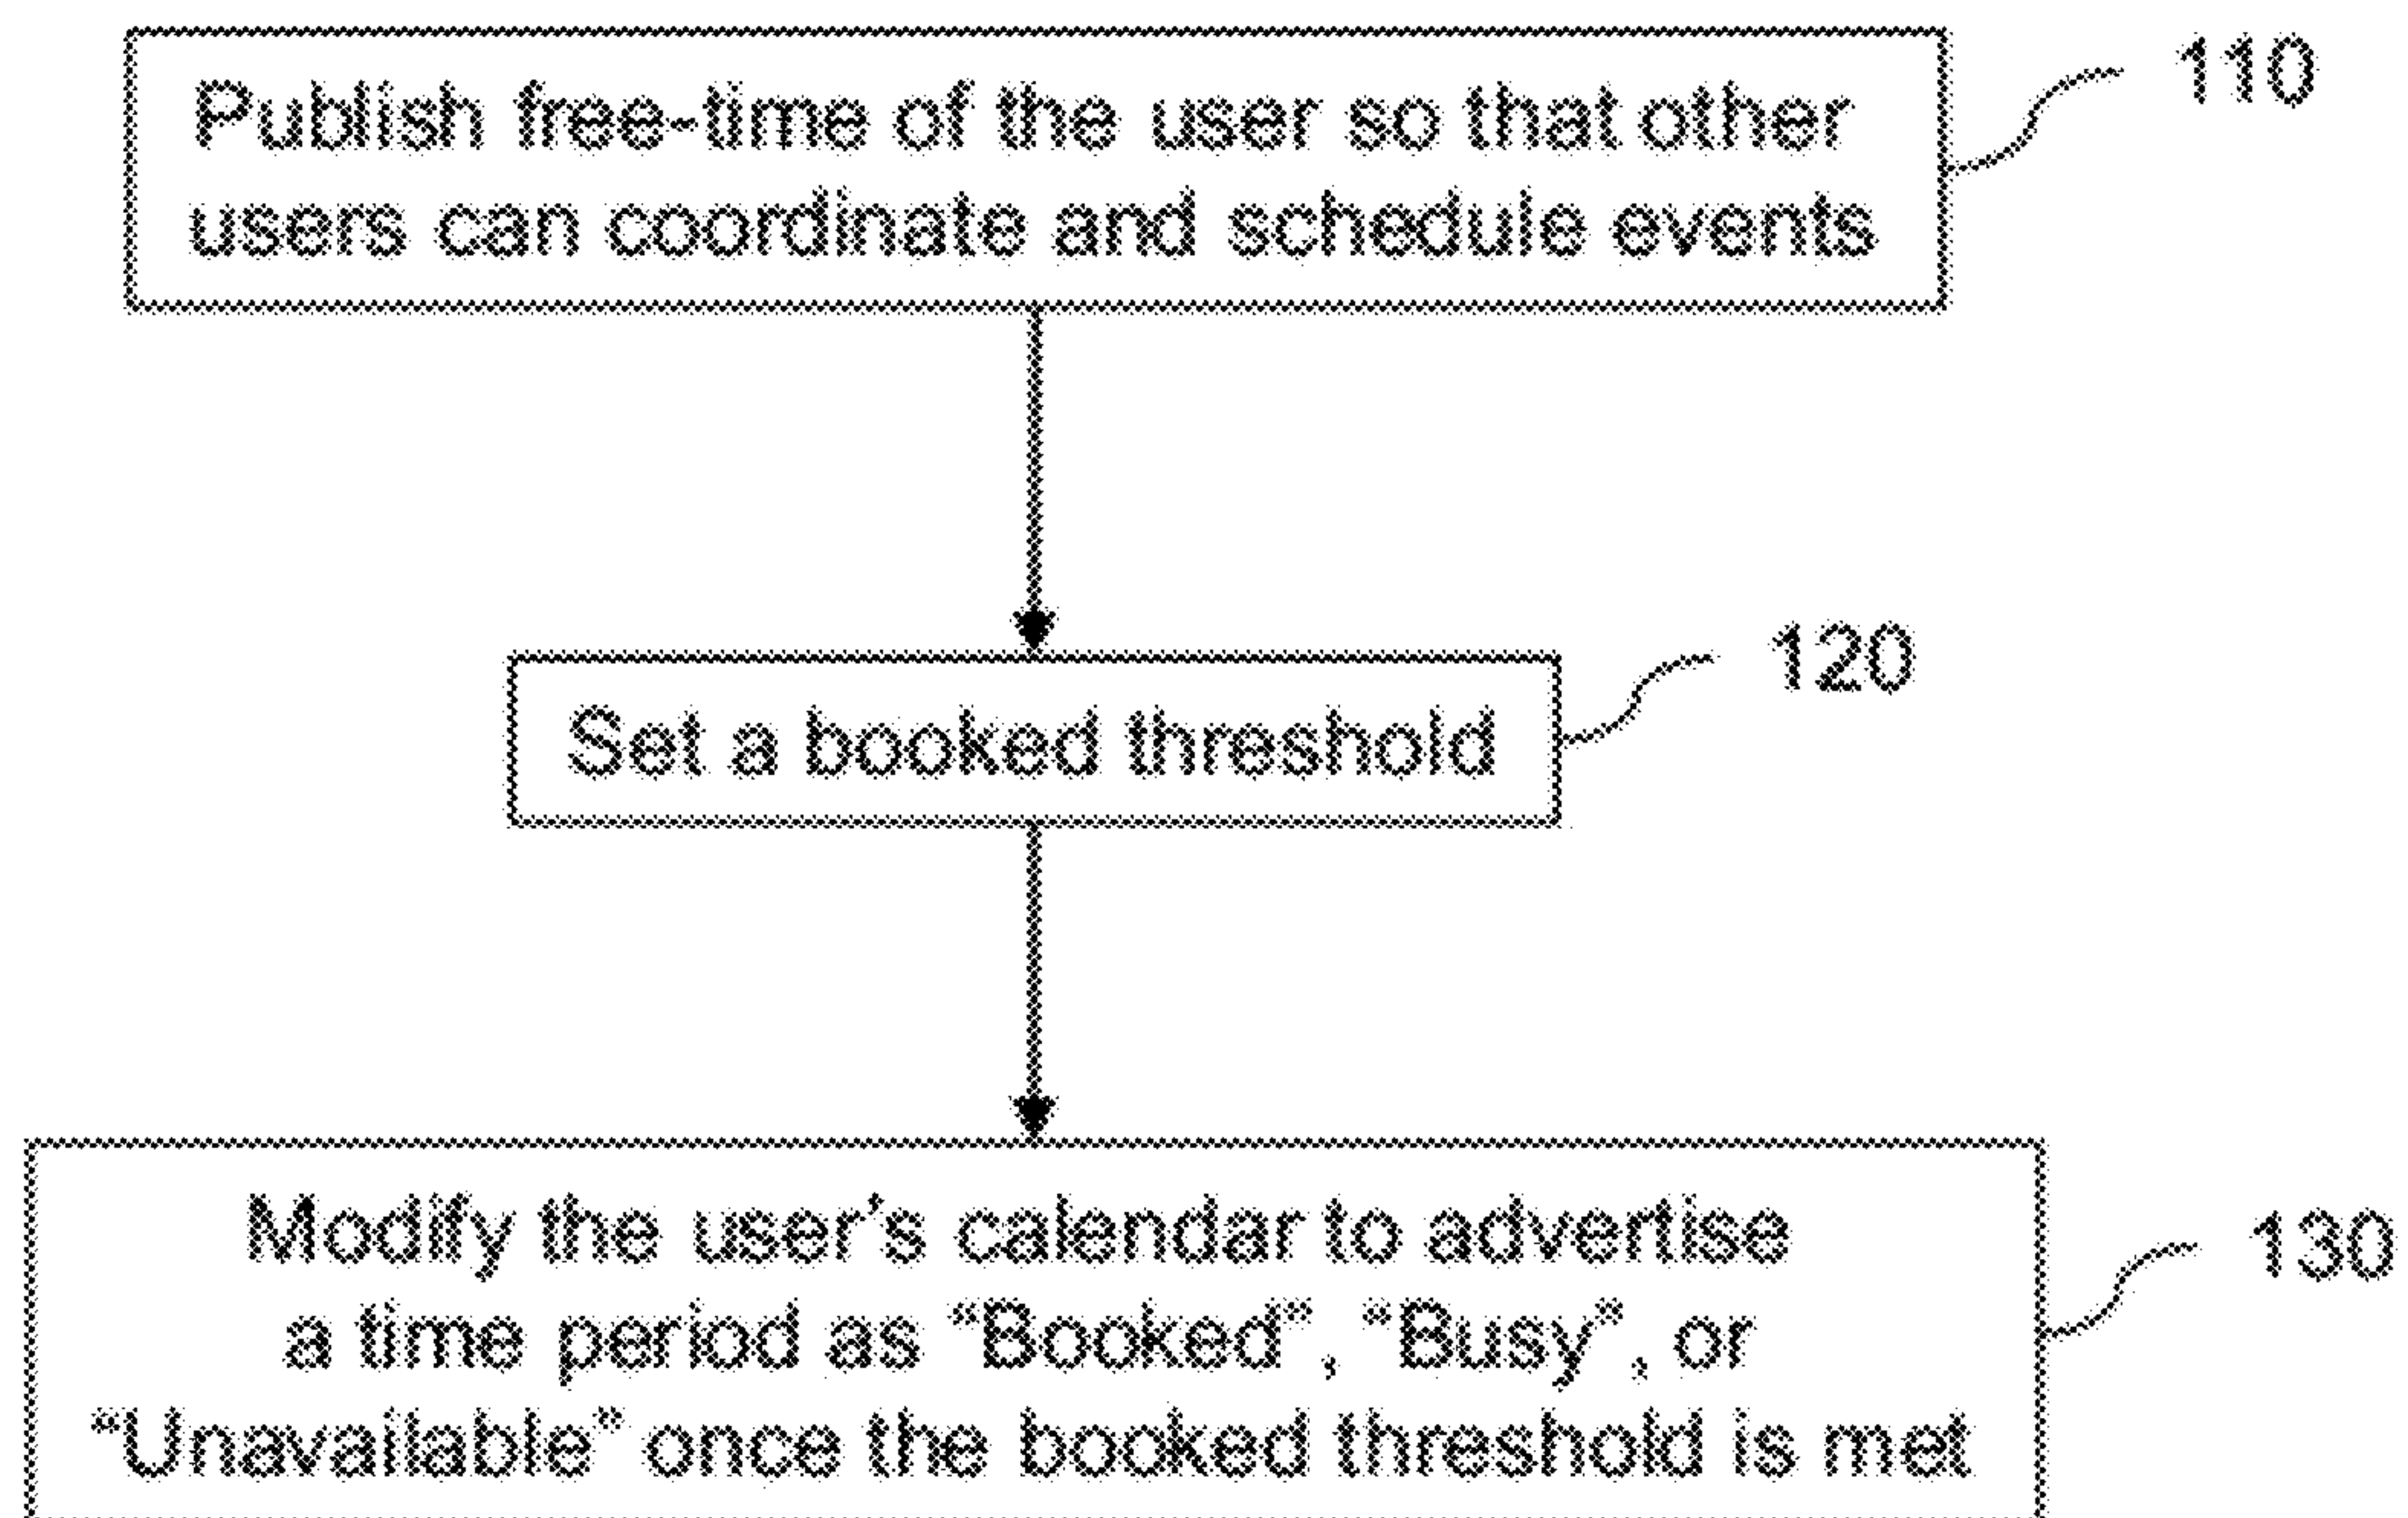 Publish free-time of the user so that other
users can coordinate and schedule events
110
Set a booked threshold
120
Modify the user's calendar to advertise
a time period as "Booked", "Busy", or
"Unavailable" once the booked threshold is met
130